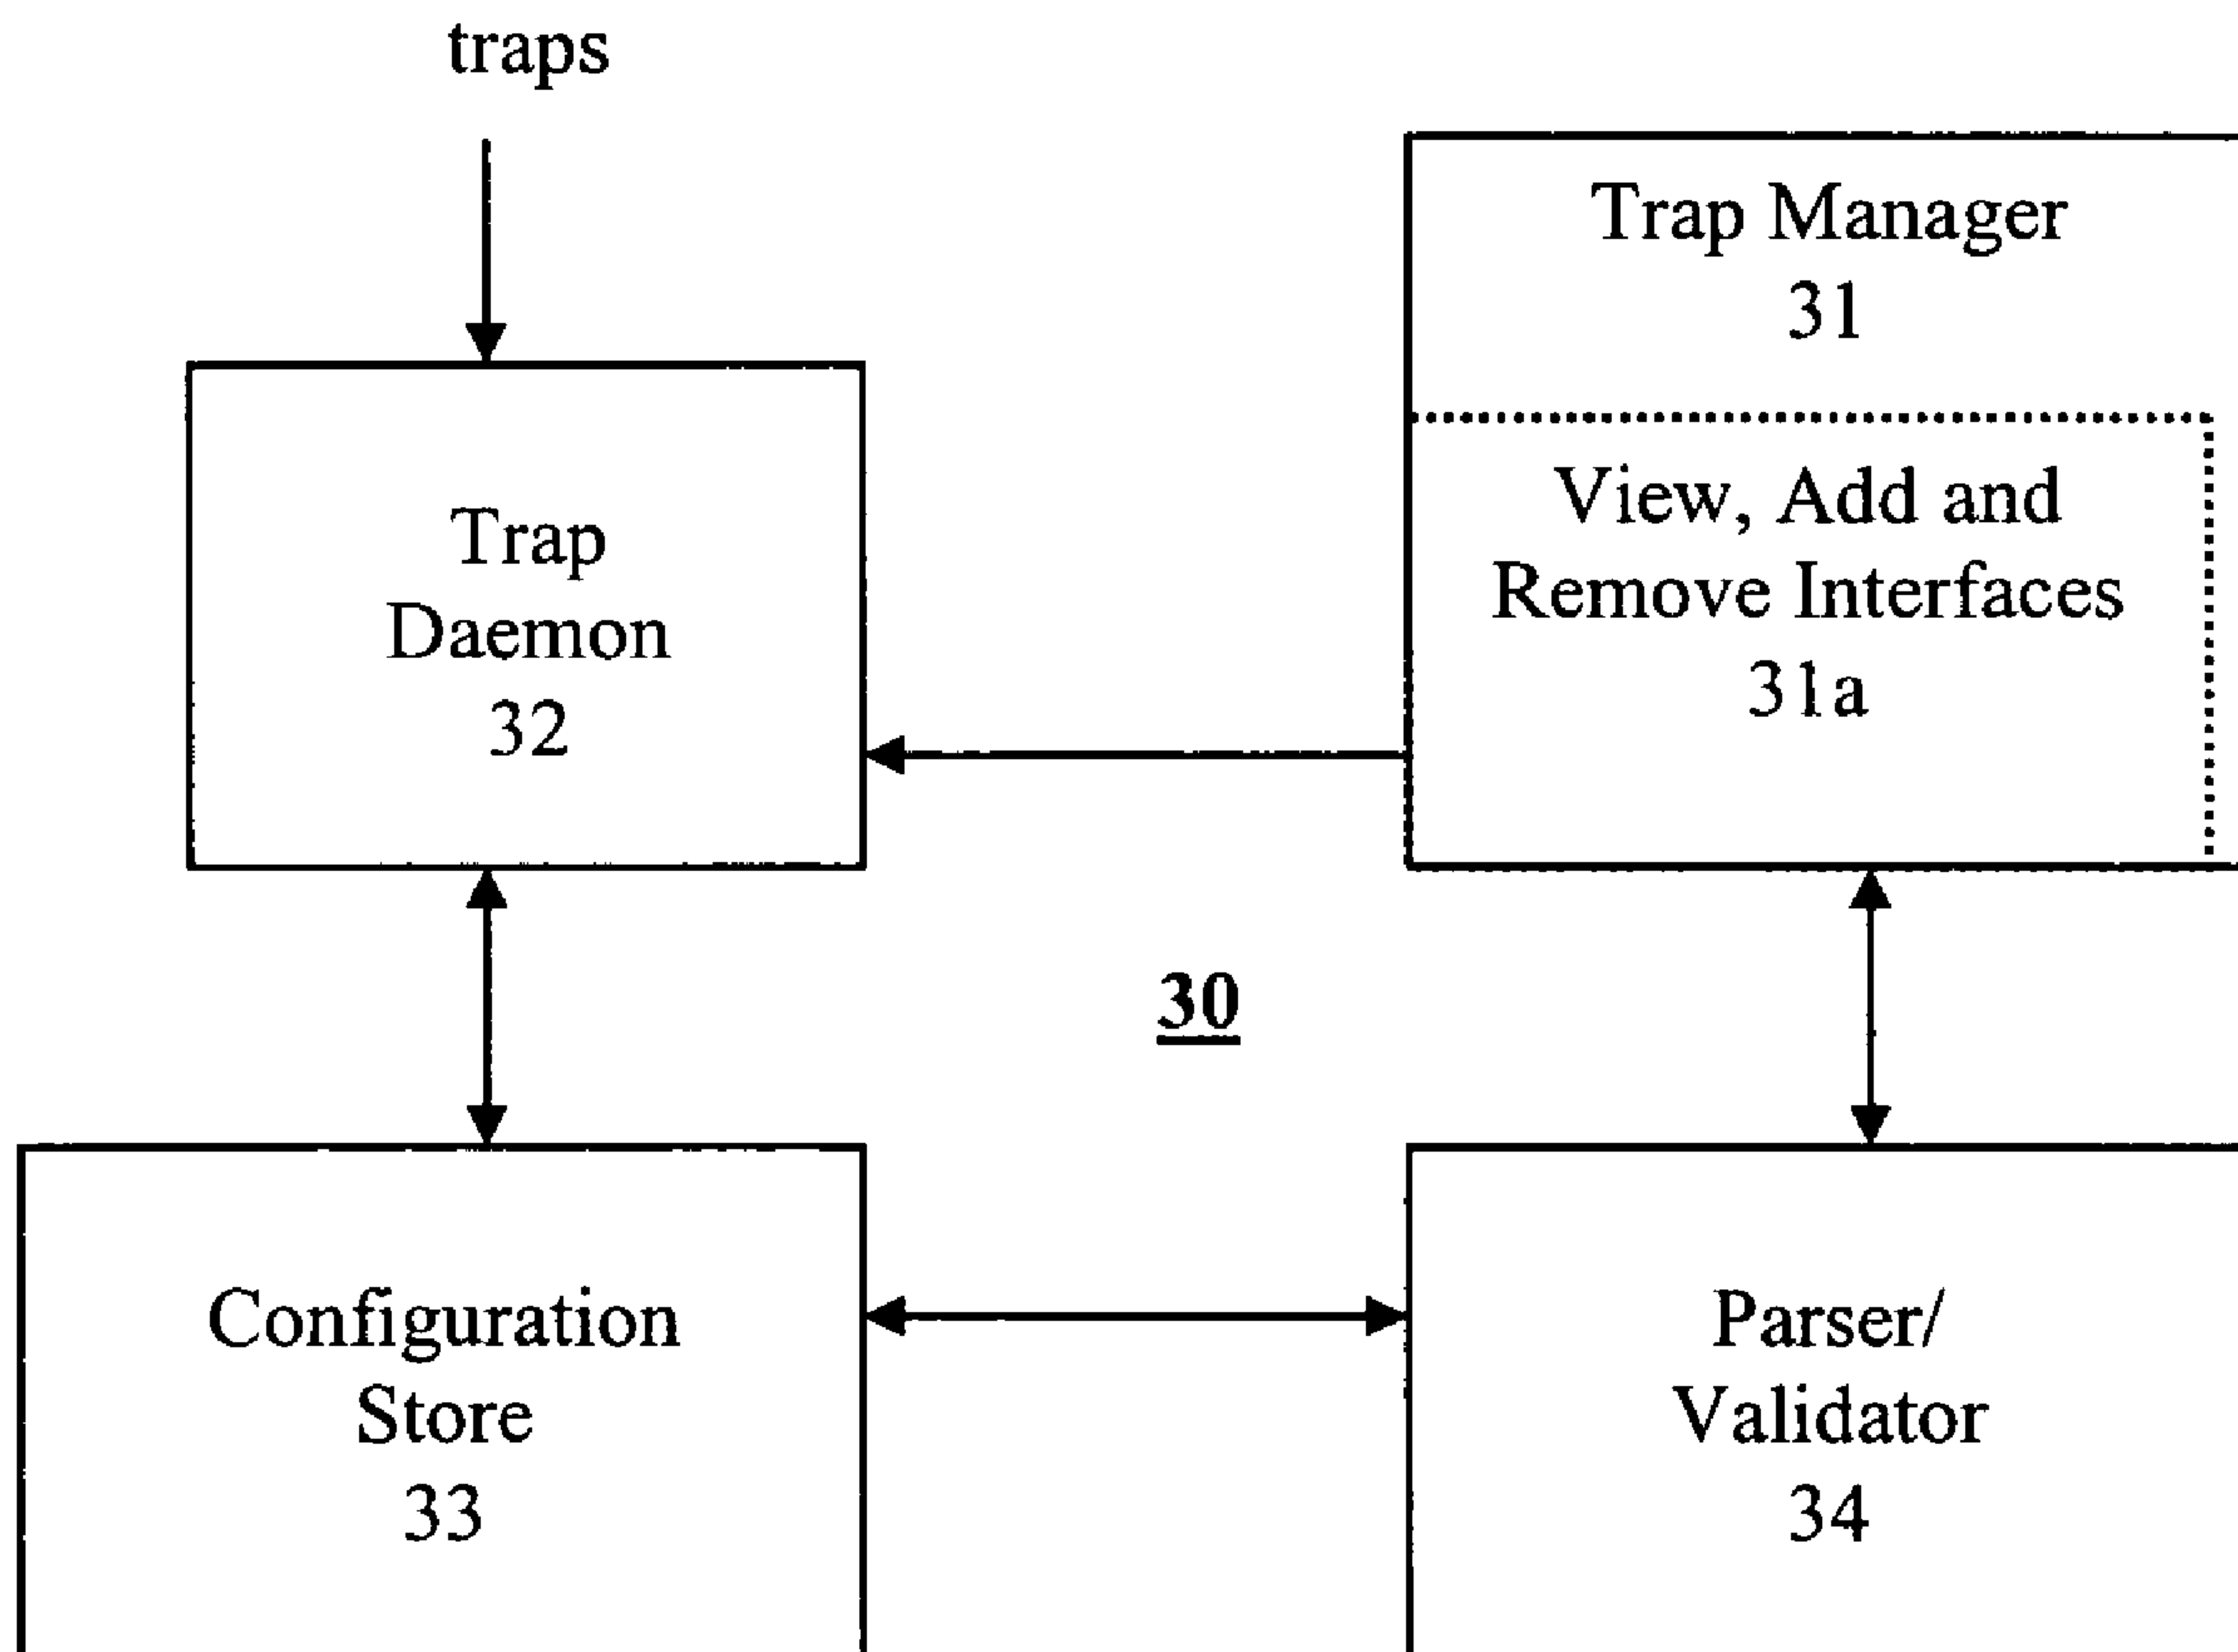 traps
Trap Manager
31
View, Add and
Remove Interfaces
31a
Trap
Daemon
32
30
Configuration
Store
33
Parser/
Validator
34